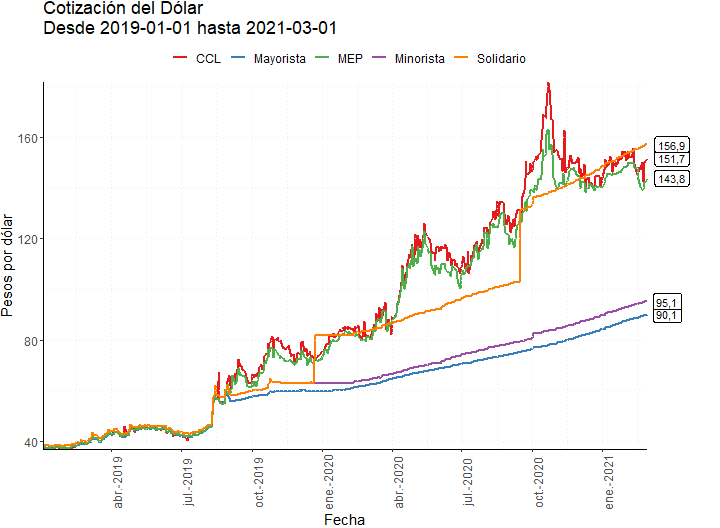 Cotización del Dólar
Desde 2019-01-01 hasta 2021-03-01
CCL Mayorista MEP Minorista Solidario
Pesos por dólar
160
120
80
40
156,9
151,7
143,8
95,1
90,1
abr.-2019
jul.-2019
oct.-2019
ene.-2020
abr.-2020
jul.-2020
oct.-2020
ene.-2021
Fecha